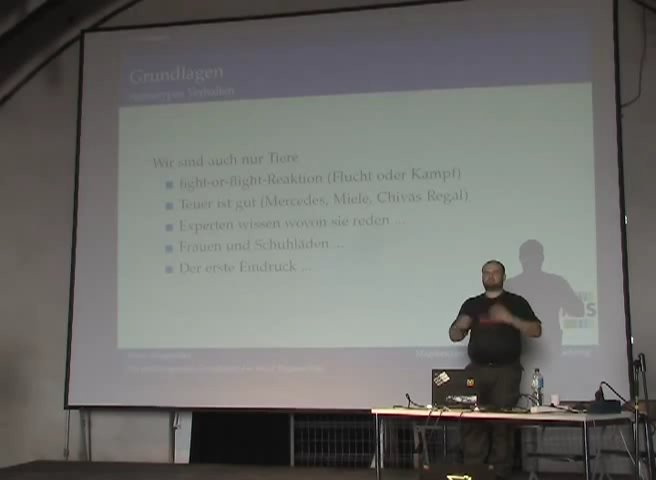 Grundlagen
Verhalten
Wir sind auch nur Tiere
fight-or-flight-Reaktion (Flucht oder Kampf)
Teuer ist gut (Mercedes, Miele, Chivas Regal)
Experten wissen wovon sie reden ...
Frauen und Schuhläden ...
Der erste Eindruck ...